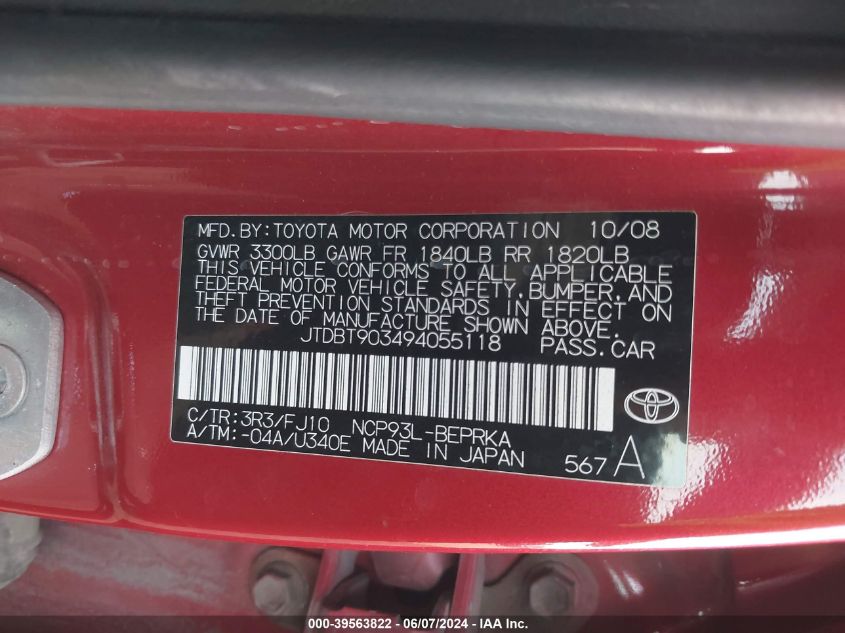 MFD. BY: TOYOTA MOTOR CORPORATION 10/08
GVWR 3300LB GAWR FR 1840LB RR 1820LB
THIS VEHICLE CONFORMS TO ALL APPLICABLE
FEDERAL MOTOR VEHICLE SAFETY, BUMPER, AND
THEFT PREVENTION STANDARDS IN EFFECT ON
THE DATE OF MANUFACTURE SHOWN ABOVE.
JTDBT903494055118 PASS. CAR
C/TR: 3R3/FJ10 NCP93L-BEPRKA
A/TM: -04A/U340E MADE IN JAPAN 567 A
000-39563822 - 06/07/2024 - IAA Inc.